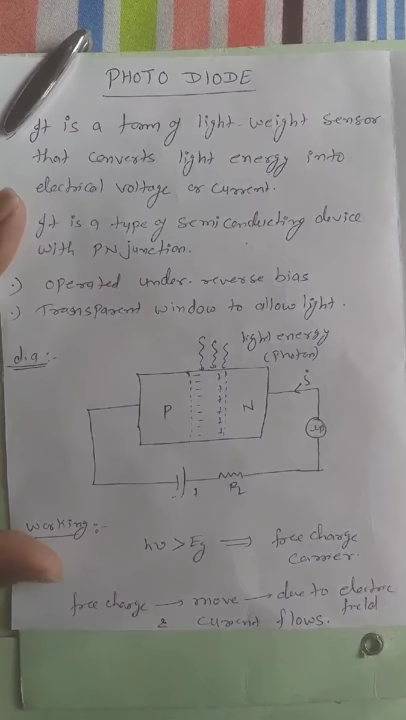 PHOTO DIODE
It is a form of light-weight sensor
that converts light energy into
electrical voltage or current.
It is a type of semiconducting device
with PN junction.
·) operated under reverse bias
·) Transparent window to allow light.
dia:-
light energy
(Photon)
i
P
N
μA
RL
working:-
hυ > Eg ⟹ free charge
carrier.
free charge → move → due to electric
field
& current flows.